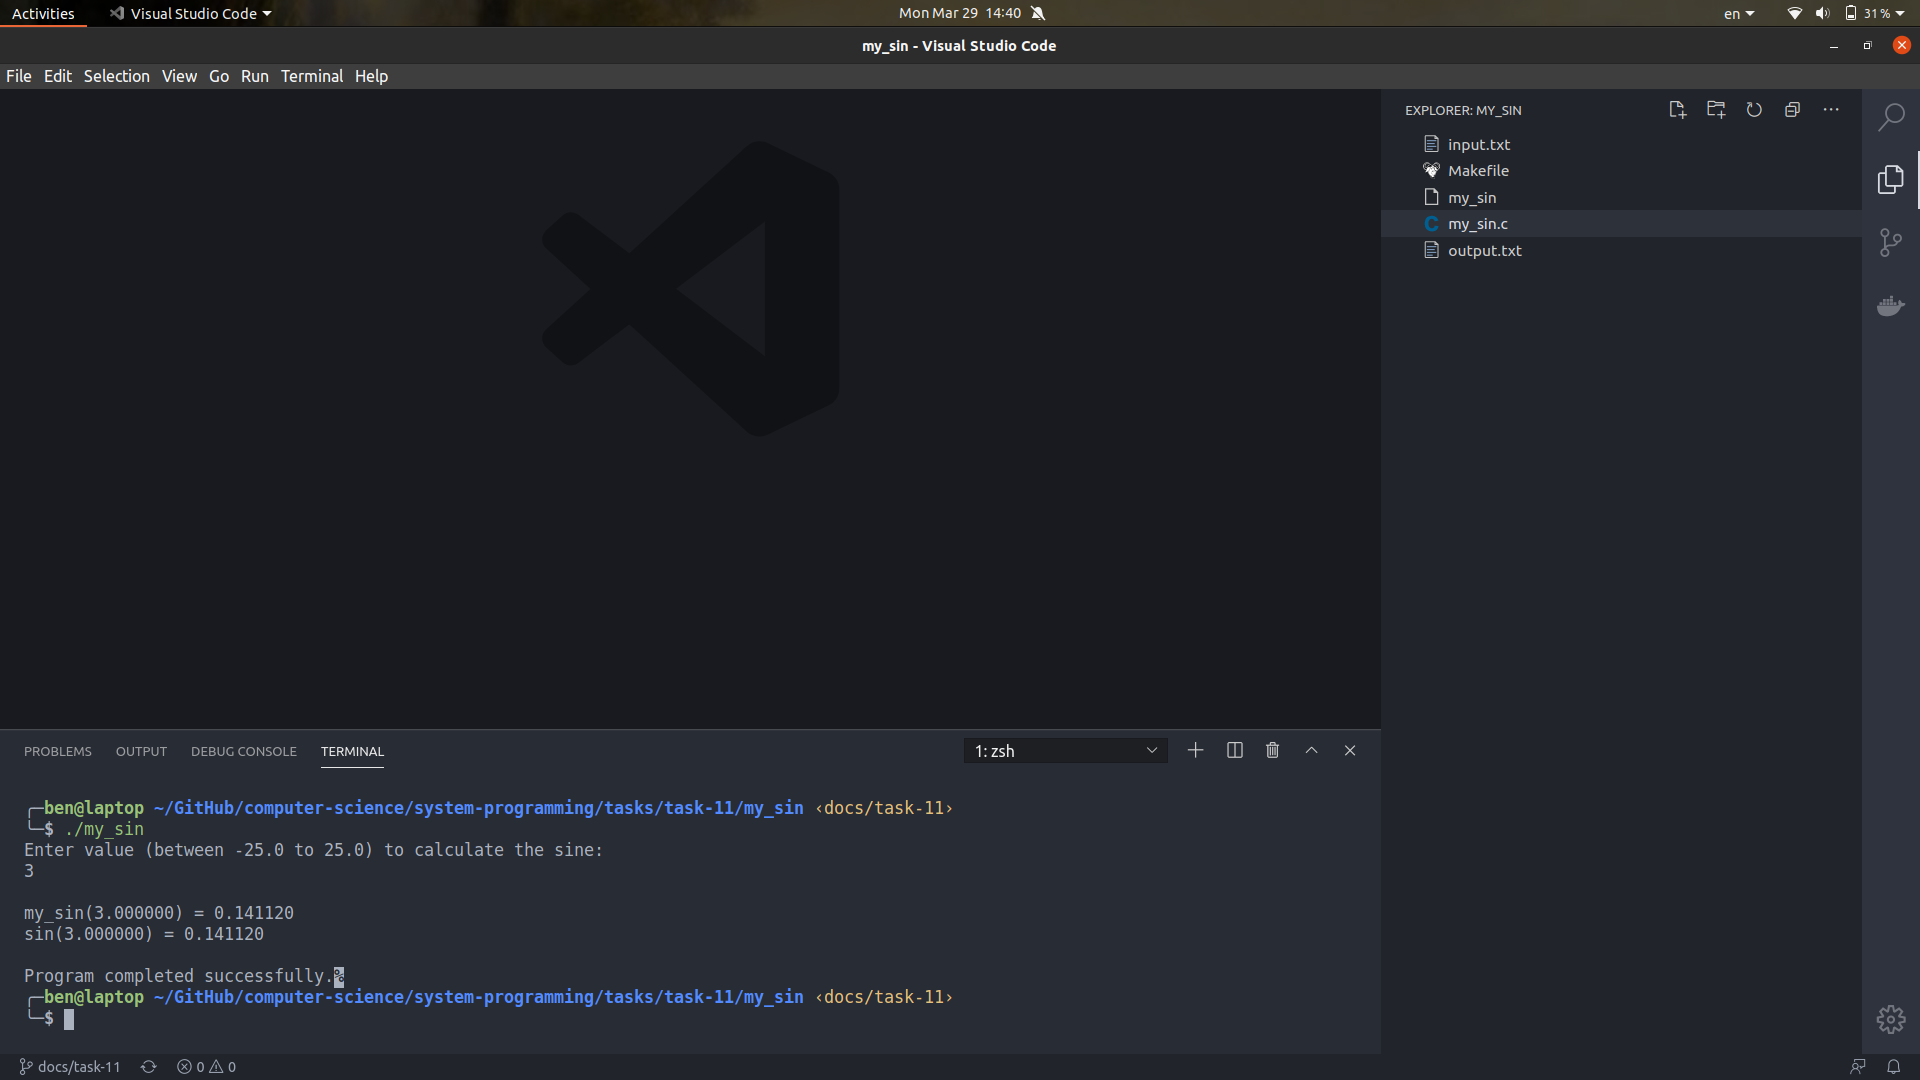 Activities
Visual Studio Code
Mon Mar 29 14:40
en
31 %
my_sin - Visual Studio Code
File Edit Selection View Go Run Terminal Help
EXPLORER: MY_SIN
input.txt
Makefile
my_sin
C my_sin.c
output.txt
PROBLEMS OUTPUT DEBUG CONSOLE TERMINAL
1: zsh
╭─ben@laptop ~/GitHub/computer-science/system-programming/tasks/task-11/my_sin ‹docs/task-11›
╰─$ ./my_sin
Enter value (between -25.0 to 25.0) to calculate the sine:
3
my_sin(3.000000) = 0.141120
sin(3.000000) = 0.141120
Program completed successfully.%
╭─ben@laptop ~/GitHub/computer-science/system-programming/tasks/task-11/my_sin ‹docs/task-11›
╰─$
docs/task-11 0 0